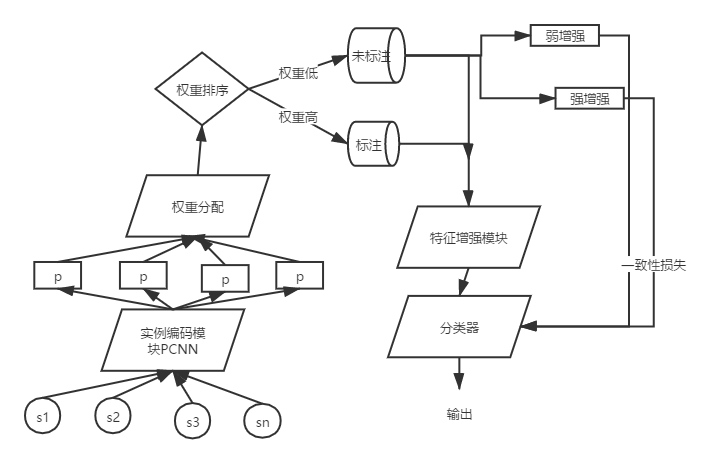 弱增强
未标注
权重低
权重排序
强增强
权重高
标注
权重分配
特征增强模块
一致性损失
p
p
p
p
实例编码模
块PCNN
分类器
s1
s2
s3
sn
输出